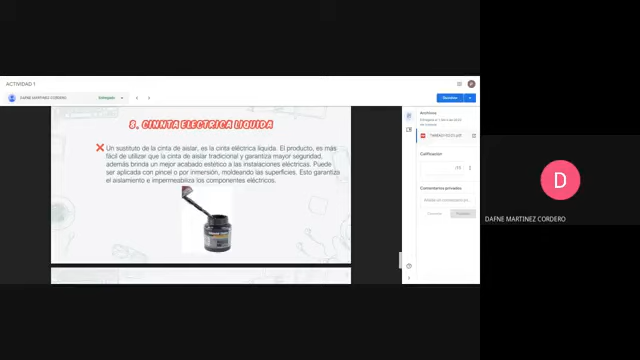 ACTIVIDAD 1
DAFNE MARTINEZ CORDERO
Entregado
8. CINNTA ELECTRICA LIQUIDA
Un sustituto de la cinta de aislar, es la cinta eléctrica líquida. El producto, es más
fácil de utilizar que la cinta de aislar tradicional y garantiza mayor seguridad,
además brinda un mejor acabado estético a las instalaciones eléctricas. Puede
ser aplicada con pincel o por inmersión, moldeando las superficies. Esto garantiza
el aislamiento e impermeabiliza los componentes eléctricos.
Archivos
Calificación
Comentarios privados
D
DAFNE MARTINEZ CORDERO